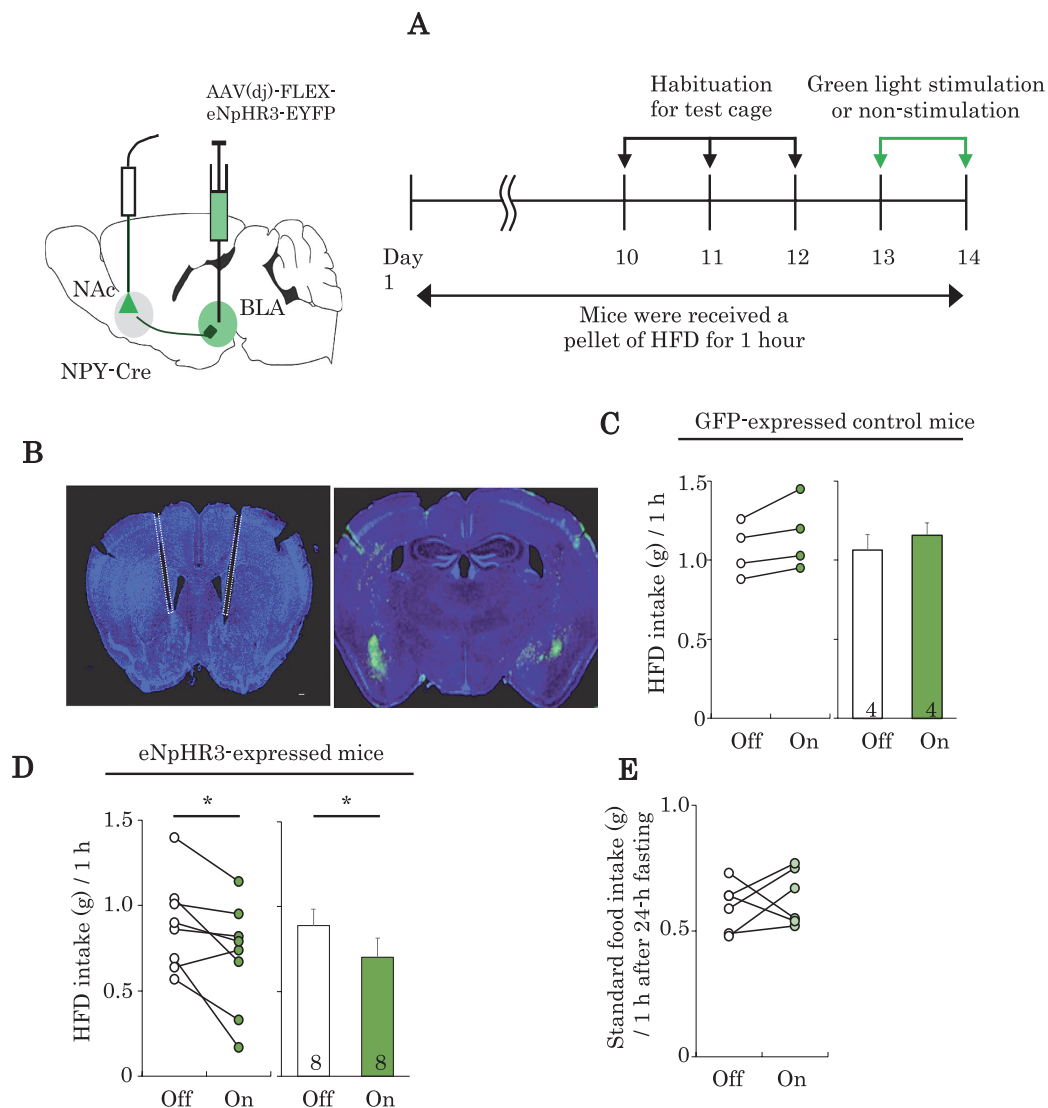 A
AAV(dj)-FLEX-
eNpHR3-EYFP
NAc
BLA
NPY-Cre
Habituation
for test cage
Green light stimulation
or non-stimulation
Day
1
10
11
12
13
14
Mice were received a
pellet of HFD for 1 hour
B
C
GFP-expressed control mice
HFD intake (g) / 1 h
1.5
1.0
0.5
0
4
4
Off
On
Off
On
D
eNpHR3-expressed mice
*
*
HFD intake (g) / 1 h
1.5
1.0
0.5
0
8
8
Off
On
Off
On
E
Standard food intake (g)
/ 1 h after 24-h fasting
1.0
0.5
0
Off
On